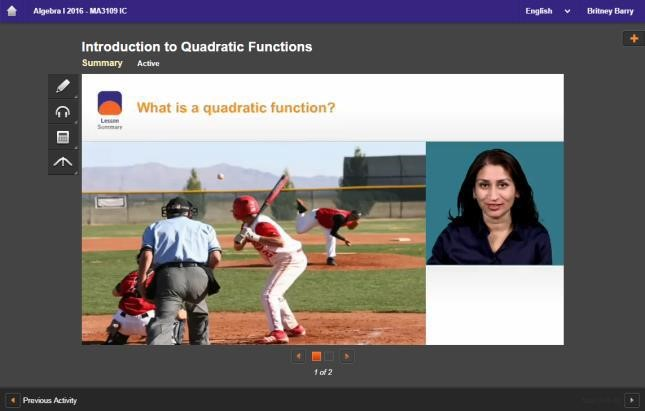 Algebra I 2016 - MA3109 IC
English
Britney Barry
Introduction to Quadratic Functions
Summary Active
Lesson
Summary
What is a quadratic function?
1 of 2
Previous Activity